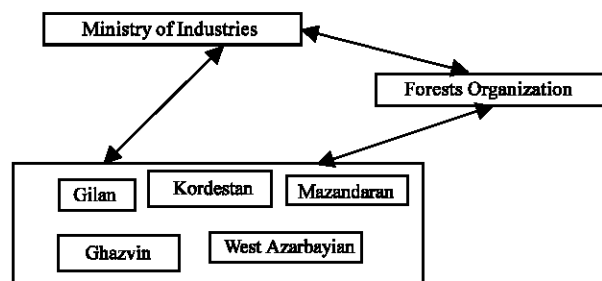 Ministry of Industries
Forests Organization
Gilan
Kordestan
Mazandaran
Ghazvin
West Azarbayian